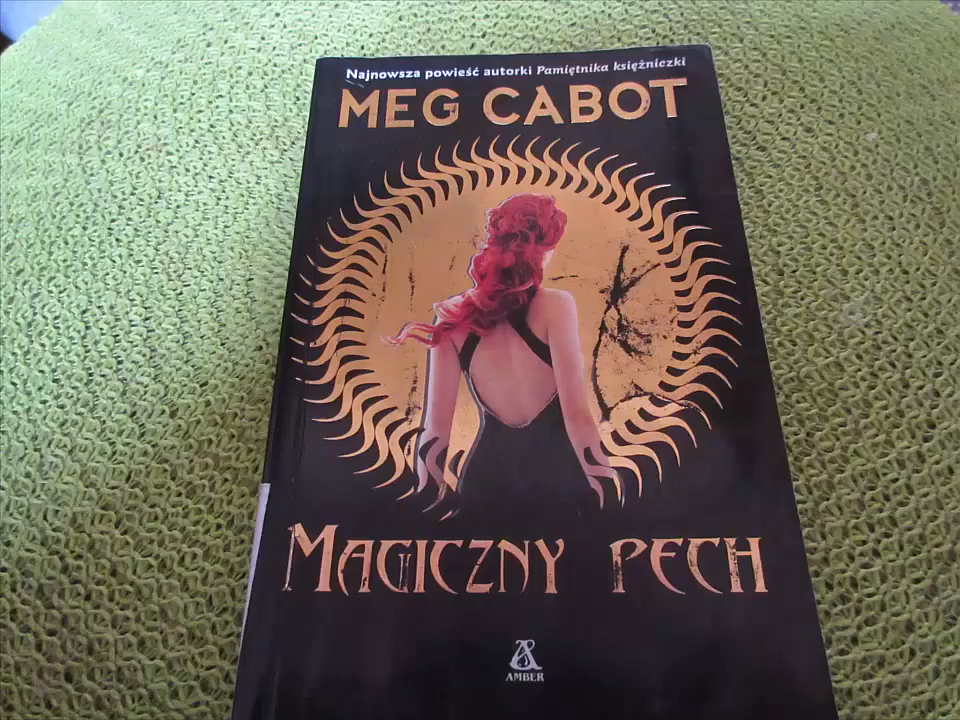 Najnowsza powieść autorki Pamiętnika księżniczki
MEG CABOT
MAGICZNY PECH
AMBER